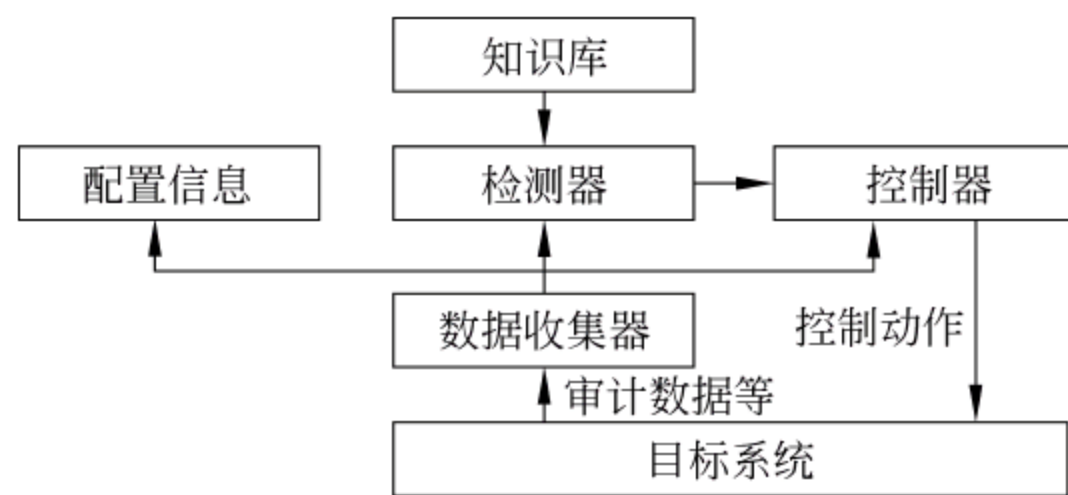 知识库
配置信息
检测器
控制器
数据收集器
控制动作
审计数据等
目标系统